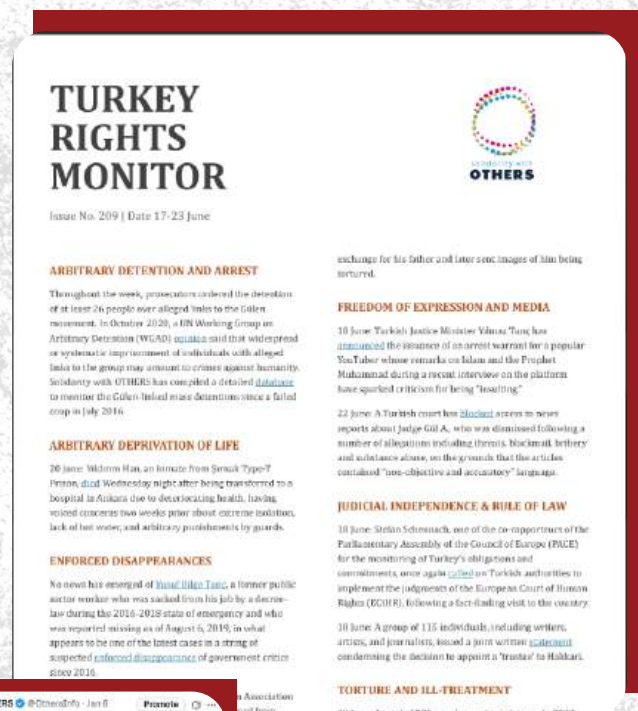 TURKEY
RIGHTS
MONITOR
Issue No. 209 | Date 17-23 June
solidarity with
OTHERS
ARBITRARY DETENTION AND ARREST
Throughout the week, prosecutors ordered the detention
of at least 26 people over alleged links to the Gülen
movement. In October 2020, a UN Working Group on
Arbitrary Detention (WGAD) opinion said that widespread
or systematic imprisonment of individuals with alleged
links to the group may amount to crimes against humanity.
Solidarity with OTHERS has compiled a detailed database
to monitor the Gülen-linked mass detentions since a failed
coup in July 2016.
ARBITRARY DEPRIVATION OF LIFE
20 June: Yıldırım Han, an inmate from Şırnak Type-T
Prison, died Wednesday night after being transferred to a
hospital in Ankara due to deteriorating health, having
voiced concerns two weeks prior about extreme isolation,
lack of hot water, and arbitrary punishments by guards.
ENFORCED DISAPPEARANCES
No news has emerged of Yusuf Bilge Tunç, a former public
sector worker who was sacked from his job by a decree-
law during the 2016-2018 state of emergency and who
was reported missing as of August 6, 2019, in what
appears to be one of the latest cases in a string of
suspected enforced disappearance of government critics
since 2016.
Association
exchange for his father and later sent images of him being
tortured.
FREEDOM OF EXPRESSION AND MEDIA
18 June: Turkish Justice Minister Yılmaz Tunç has
announced the issuance of an arrest warrant for a popular
YouTuber whose remarks on Islam and the Prophet
Muhammad during a recent interview on the platform
have sparked criticism for being "insulting."
22 June: A Turkish court has blocked access to news
reports about Judge Gül A., who was dismissed following a
number of allegations including threats, blackmail, bribery
and substance abuse, on the grounds that the articles
contained "non-objective and accusatory" language.
JUDICIAL INDEPENDENCE & RULE OF LAW
18 June: Stefan Schennach, one of the co-rapporteurs of the
Parliamentary Assembly of the Council of Europe (PACE)
for the monitoring of Turkey's obligations and
commitments, once again called on Turkish authorities to
implement the judgments of the European Court of Human
Rights (ECtHR), following a fact-finding visit to the country.
18 June: A group of 115 individuals, including writers,
artists, and journalists, issued a joint written statement
condemning the decision to appoint a 'trustee' to Hakkari.
TORTURE AND ILL-TREATMENT
ERS @OthersInfo · Jan 6
Promote